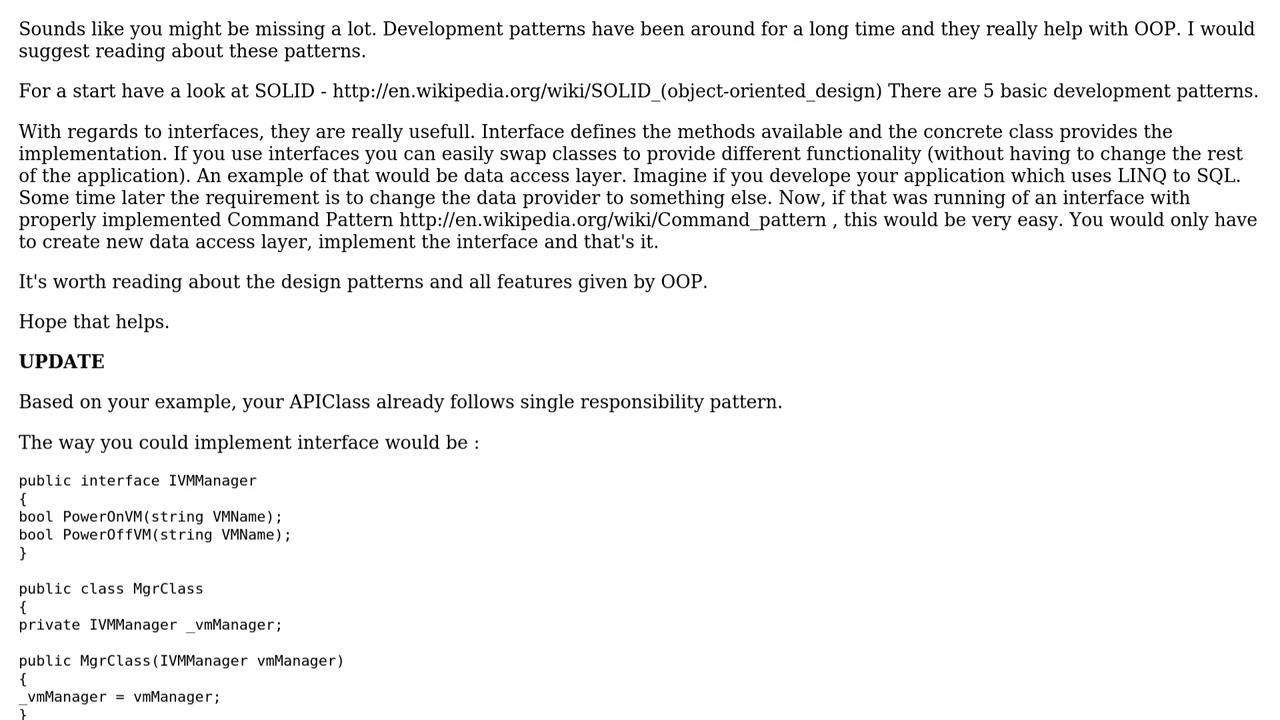 Sounds like you might be missing a lot. Development patterns have been around for a long time and they really help with OOP. I would
suggest reading about these patterns.
For a start have a look at SOLID - http://en.wikipedia.org/wiki/SOLID_(object-oriented_design) There are 5 basic development patterns.
With regards to interfaces, they are really usefull. Interface defines the methods available and the concrete class provides the
implementation. If you use interfaces you can easily swap classes to provide different functionality (without having to change the rest
of the application). An example of that would be data access layer. Imagine if you develope your application which uses LINQ to SQL.
Some time later the requirement is to change the data provider to something else. Now, if that was running of an interface with
properly implemented Command Pattern http://en.wikipedia.org/wiki/Command_pattern , this would be very easy. You would only have
to create new data access layer, implement the interface and that's it.
It's worth reading about the design patterns and all features given by OOP.
Hope that helps.
UPDATE
Based on your example, your APIClass already follows single responsibility pattern.
The way you could implement interface would be :
public interface IVMManager
{
bool PowerOnVM(string VMName);
bool PowerOffVM(string VMName);
}
public class MgrClass
{
private IVMManager _vmManager;
public MgrClass(IVMManager vmManager)
{
_vmManager = vmManager;
}